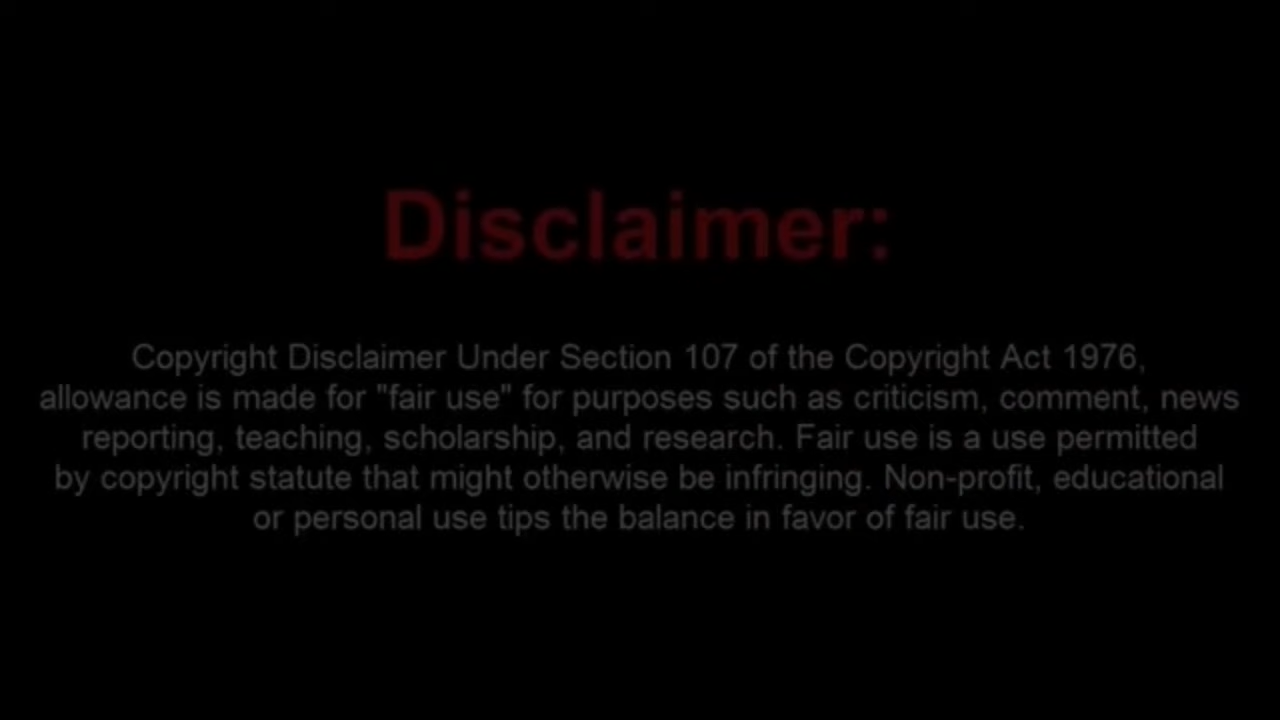 Disclaimer:
Copyright Disclaimer Under Section 107 of the Copyright Act 1976,
allowance is made for "fair use" for purposes such as criticism, comment, news
reporting, teaching, scholarship, and research. Fair use is a use permitted
by copyright statute that might otherwise be infringing. Non-profit, educational
or personal use tips the balance in favor of fair use.